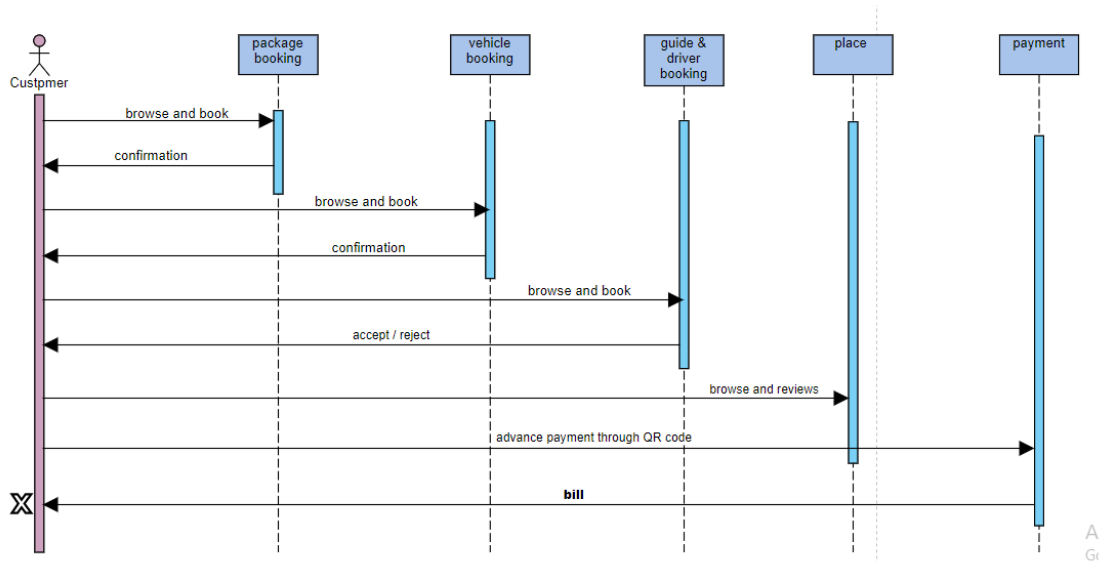 package
booking
vehicle
booking
guide &
driver
booking
place
payment
Custpmer
browse and book
confirmation
browse and book
confirmation
browse and book
accept / reject
browse and reviews
advance payment through QR code
bill
A
Go